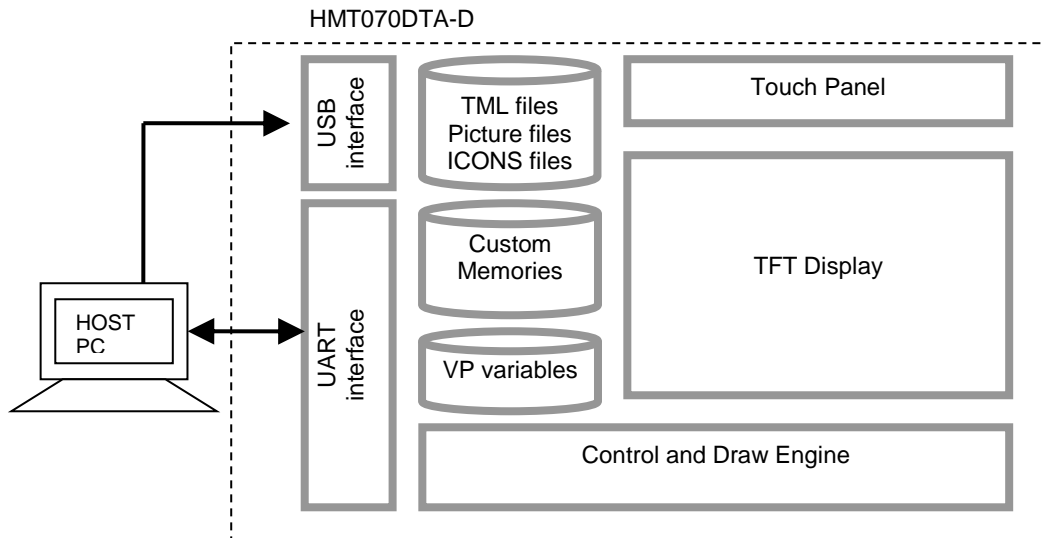 HMT070DTA-D
USB
interface
TML files
Picture files
ICONS files
Touch Panel
Custom
Memories
TFT Display
HOST
PC
UART
interface
VP variables
Control and Draw Engine